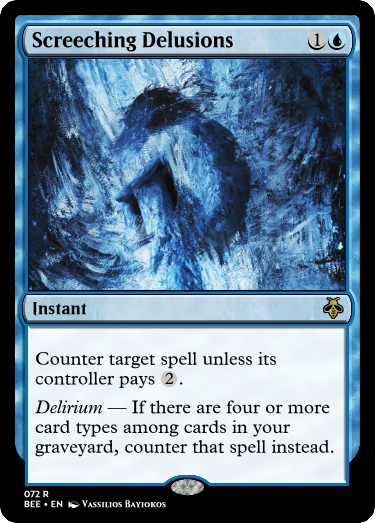 Screeching Delusions 1
Instant
Counter target spell unless its
controller pays 2.
Delirium — If there are four or more
card types among cards in your
graveyard, counter that spell instead.
072 R
BEE • EN Vassilios Bayiokos